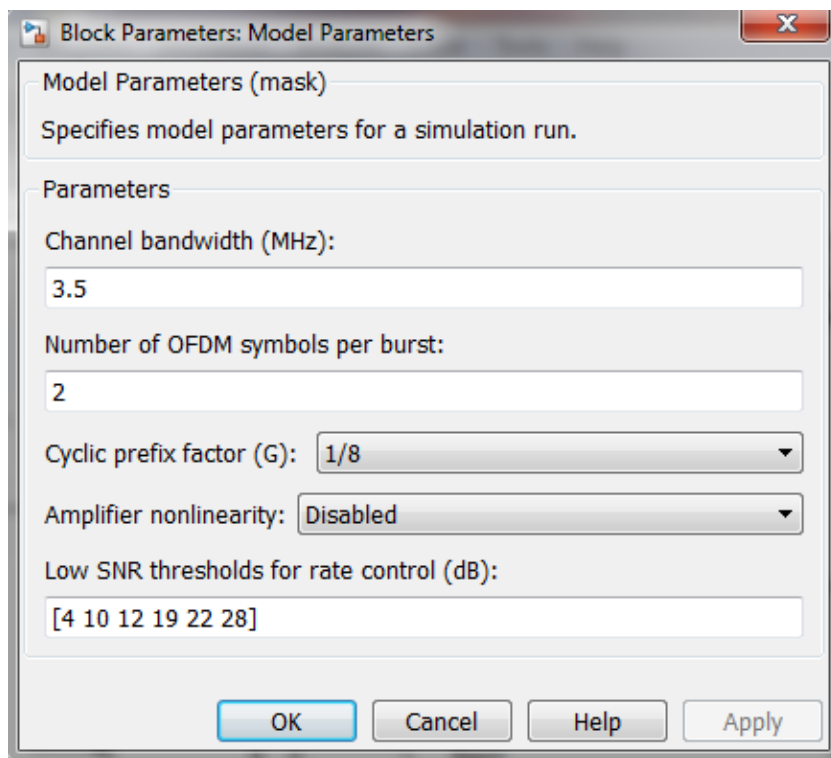 Block Parameters: Model Parameters
Model Parameters (mask)
Specifies model parameters for a simulation run.
Parameters
Channel bandwidth (MHz):
3.5
Number of OFDM symbols per burst:
2
Cyclic prefix factor (G): 1/8
Amplifier nonlinearity: Disabled
Low SNR thresholds for rate control (dB):
[4 10 12 19 22 28]
OK Cancel Help Apply